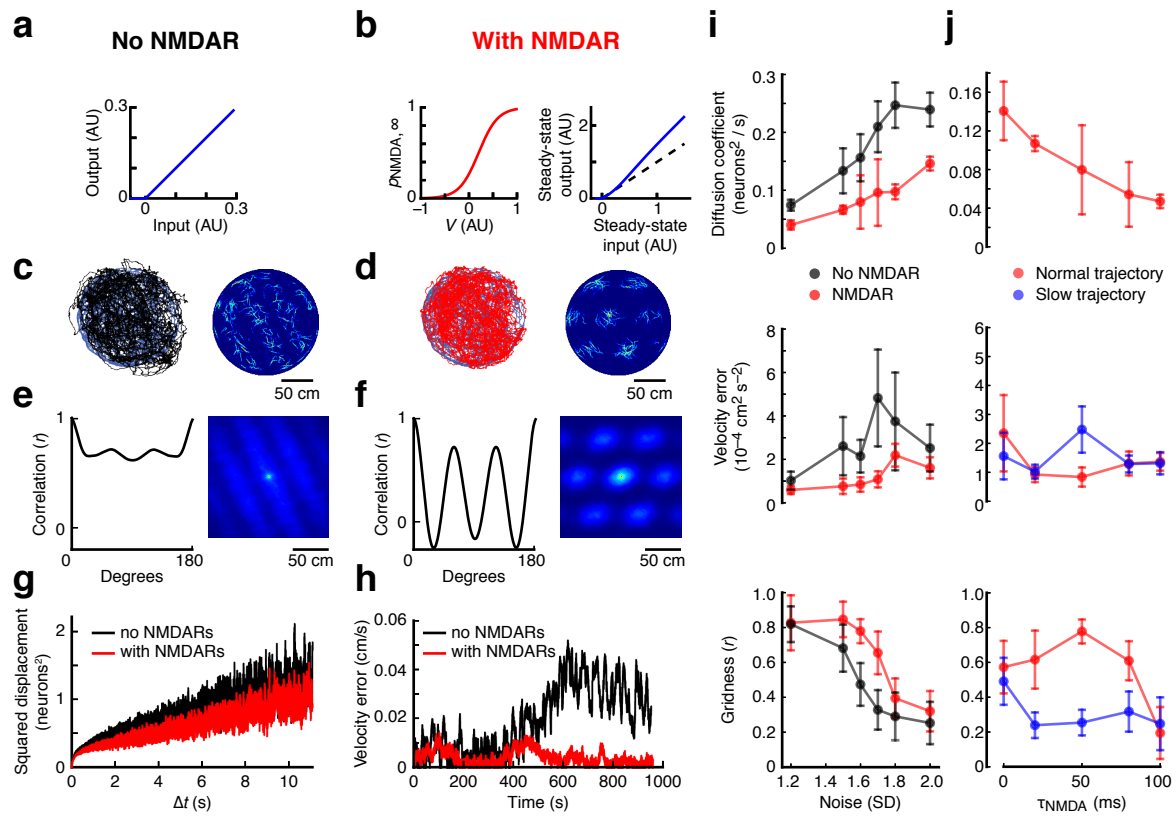 a
No NMDAR
Output (AU)
0.3
0
0
0.3
Input (AU)
b
With NMDAR
pNMDA, ∞
1
0
−1
0
1
V (AU)
Steady-state
output (AU)
2
0
0
1
Steady-state
input (AU)
c
50 cm
d
50 cm
e
Correlation (r)
1
0
0
180
Degrees
50 cm
f
Correlation (r)
1
0
0
180
Degrees
50 cm
g
Squared displacement
(neurons²)
2
1
0
no NMDARs
with NMDARs
0
2
4
6
8
10
Δt (s)
h
Velocity error (cm/s)
0.06
0.04
0.02
0
no NMDARs
with NMDARs
0
200
400
600
800
1000
Time (s)
i
Diffusion coefficient
(neurons² / s)
0.3
0.2
0.1
0
No NMDAR
NMDAR
Velocity error
(10⁻⁴ cm² s⁻²)
8
6
4
2
0
Gridness (r)
1.0
0.8
0.6
0.4
0.2
0
1.2
1.4
1.6
1.8
2.0
Noise (SD)
j
0.16
0.12
0.08
0.04
0
Normal trajectory
Slow trajectory
6
5
4
3
2
1
0
1.0
0.8
0.6
0.4
0.2
0
0
50
100
τNMDA (ms)